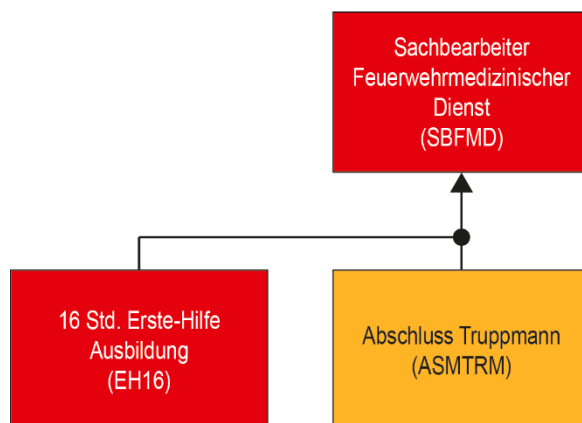 Sachbearbeiter
Feuerwehrmedizinischer
Dienst
(SBFMD)
16 Std. Erste-Hilfe
Ausbildung
(EH16)
Abschluss Truppmann
(ASMTRM)